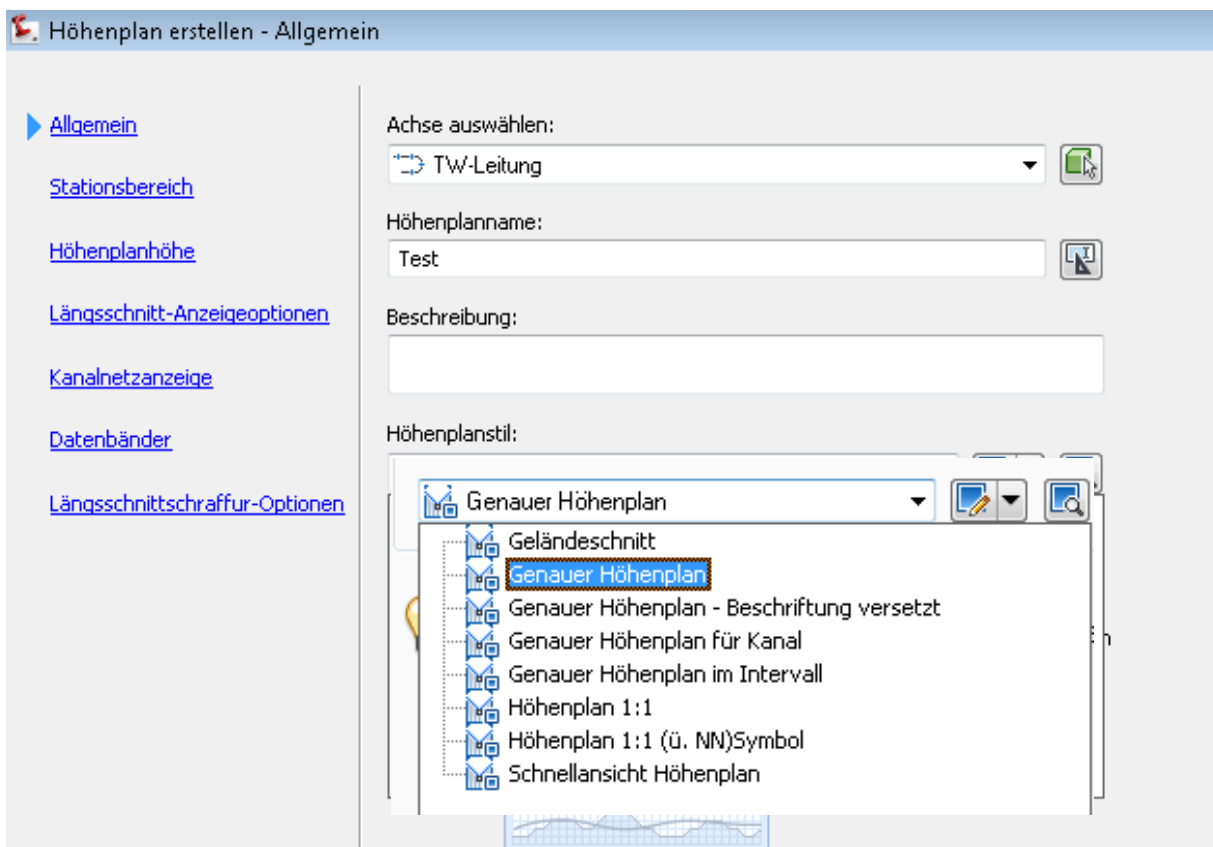 Höhenplan erstellen - Allgemein
Allgemein
Stationsbereich
Höhenplanhöhe
Längsschnitt-Anzeigeoptionen
Kanalnetzanzeige
Datenbänder
Längsschnittschraffur-Optionen
Achse auswählen:
TW-Leitung
Höhenplanname:
Test
Beschreibung:
Höhenplanstil:
Genauer Höhenplan
Geländeschnitt
Genauer Höhenplan
Genauer Höhenplan - Beschriftung versetzt
Genauer Höhenplan für Kanal
Genauer Höhenplan im Intervall
Höhenplan 1:1
Höhenplan 1:1 (ü. NN)Symbol
Schnellansicht Höhenplan